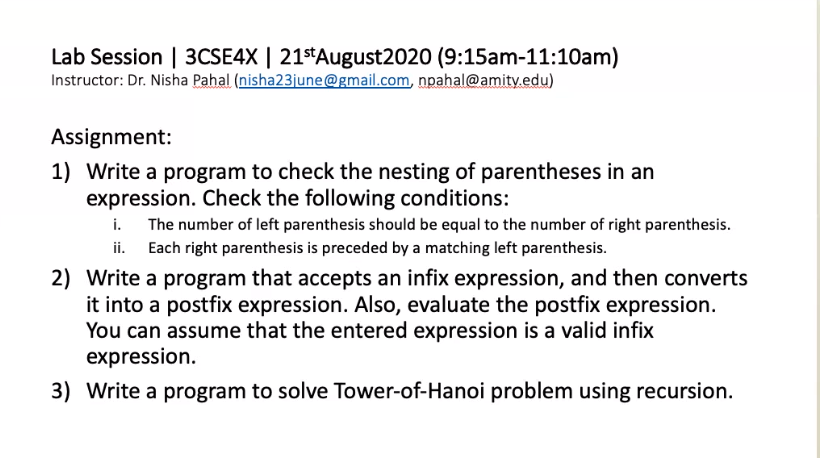 Lab Session | 3CSE4X | 21stAugust2020 (9:15am-11:10am)
Instructor: Dr. Nisha Pahal (nisha23june@gmail.com, npahal@amity.edu)
Assignment:
1) Write a program to check the nesting of parentheses in an
expression. Check the following conditions:
i. The number of left parenthesis should be equal to the number of right parenthesis.
ii. Each right parenthesis is preceded by a matching left parenthesis.
2) Write a program that accepts an infix expression, and then converts
it into a postfix expression. Also, evaluate the postfix expression.
You can assume that the entered expression is a valid infix
expression.
3) Write a program to solve Tower-of-Hanoi problem using recursion.